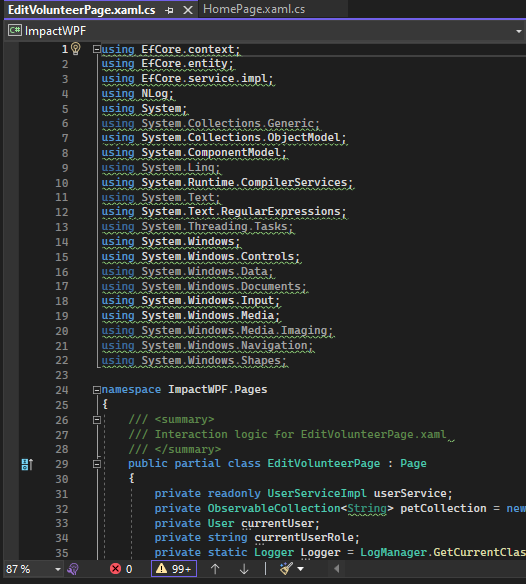 EditVolunteerPage.xaml.cs HomePage.xaml.cs
C# ImpactWPF
1 using EfCore.context;
2 using EfCore.entity;
3 using EfCore.service.impl;
4 using NLog;
5 using System;
6 using System.Collections.Generic;
7 using System.Collections.ObjectModel;
8 using System.ComponentModel;
9 using System.Linq;
10 using System.Runtime.CompilerServices;
11 using System.Text;
12 using System.Text.RegularExpressions;
13 using System.Threading.Tasks;
14 using System.Windows;
15 using System.Windows.Controls;
16 using System.Windows.Data;
17 using System.Windows.Documents;
18 using System.Windows.Input;
19 using System.Windows.Media;
20 using System.Windows.Media.Imaging;
21 using System.Windows.Navigation;
22 using System.Windows.Shapes;
23
24 namespace ImpactWPF.Pages
25 {
26 /// <summary>
27 /// Interaction logic for EditVolunteerPage.xaml
28 /// </summary>
29 public partial class EditVolunteerPage : Page
30 {
31 private readonly UserServiceImpl userService;
32 private ObservableCollection<String> petCollection = new
33 private User currentUser;
34 private string currentUserRole;
35 private static Logger Logger = LogManager.GetCurrentClas
87 % 0 99+